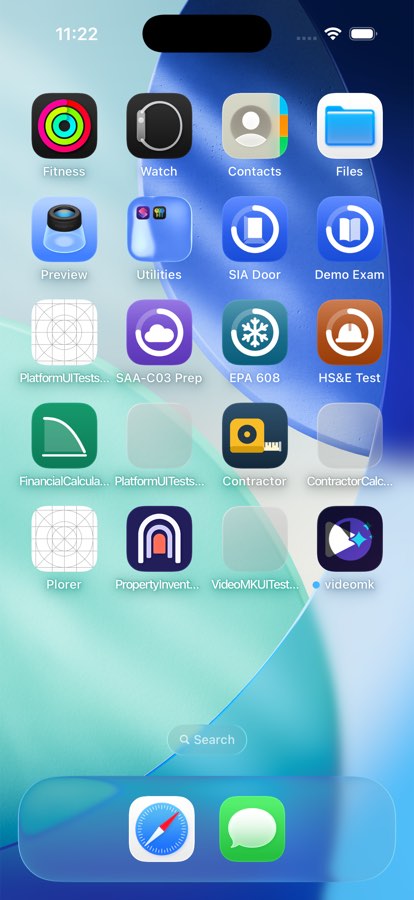 11:22
Fitness
Watch
Contacts
Files
Preview
Utilities
SIA Door
Demo Exam
PlatformUITests...
SAA-C03 Prep
EPA 608
HS&E Test
FinancialCalcula...
PlatformUITests...
Contractor
ContractorCalc...
Plorer
PropertyInvent...
VideoMKUITest...
videomk
Search